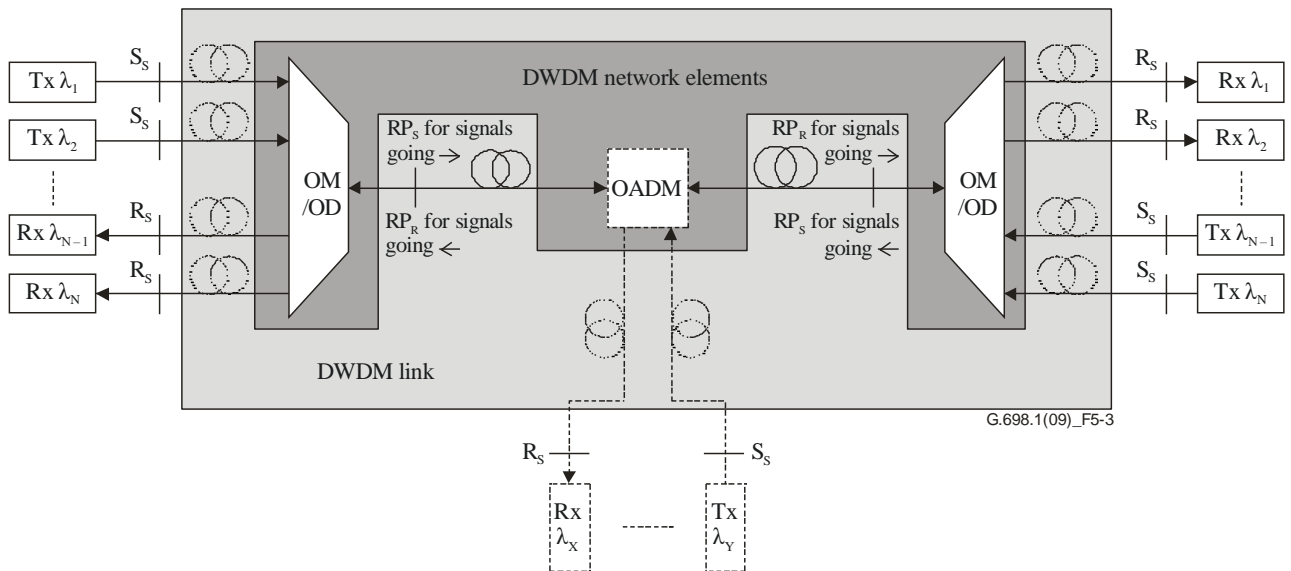 DWDM network elements
Tx λ1
SS
Tx λ2
SS
Rx λN−1
RS
Rx λN
RS
OM
/OD
RPS for signals
going →
RPR for signals
going ←
OADM
RPR for signals
going →
RPS for signals
going ←
OM
/OD
RS
Rx λ1
RS
Rx λ2
SS
Tx λN−1
SS
Tx λN
DWDM link
G.698.1(09)_F5-3
RS
SS
Rx
λX
Tx
λY